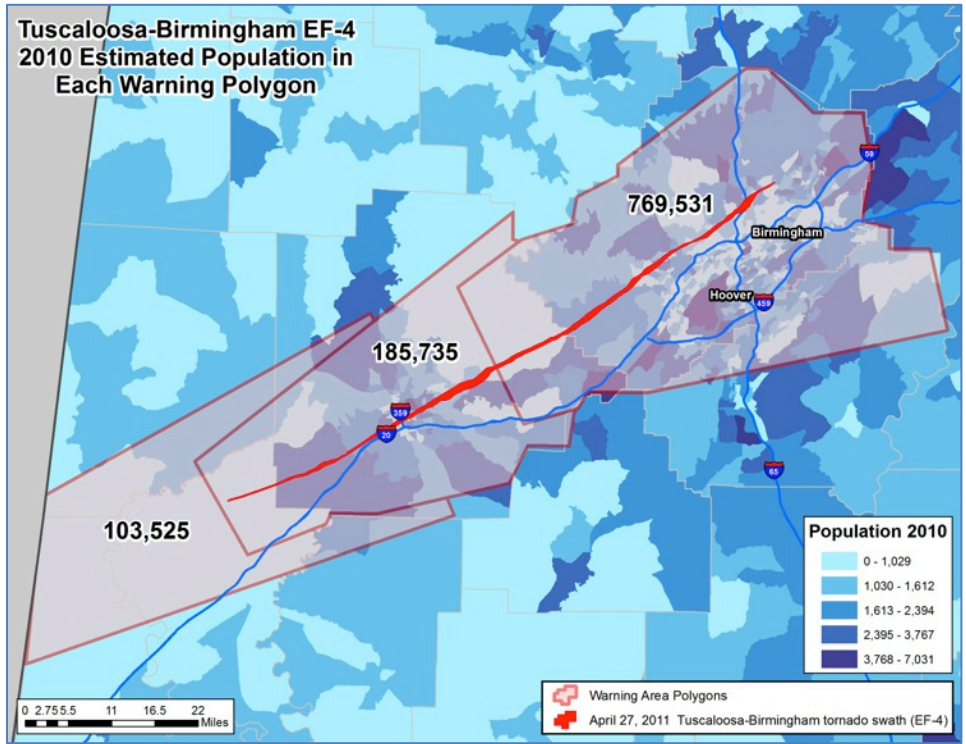 Tuscaloosa-Birmingham EF-4
2010 Estimated Population in
Each Warning Polygon
59
769,531
Birmingham
Hoover
459
185,735
359
20
65
103,525
Population 2010
0 - 1,029
1,030 - 1,612
1,613 - 2,394
2,395 - 3,767
3,768 - 7,031
0 2.75 5.5 11 16.5 22
Miles
Warning Area Polygons
April 27, 2011 Tuscaloosa-Birmingham tornado swath (EF-4)